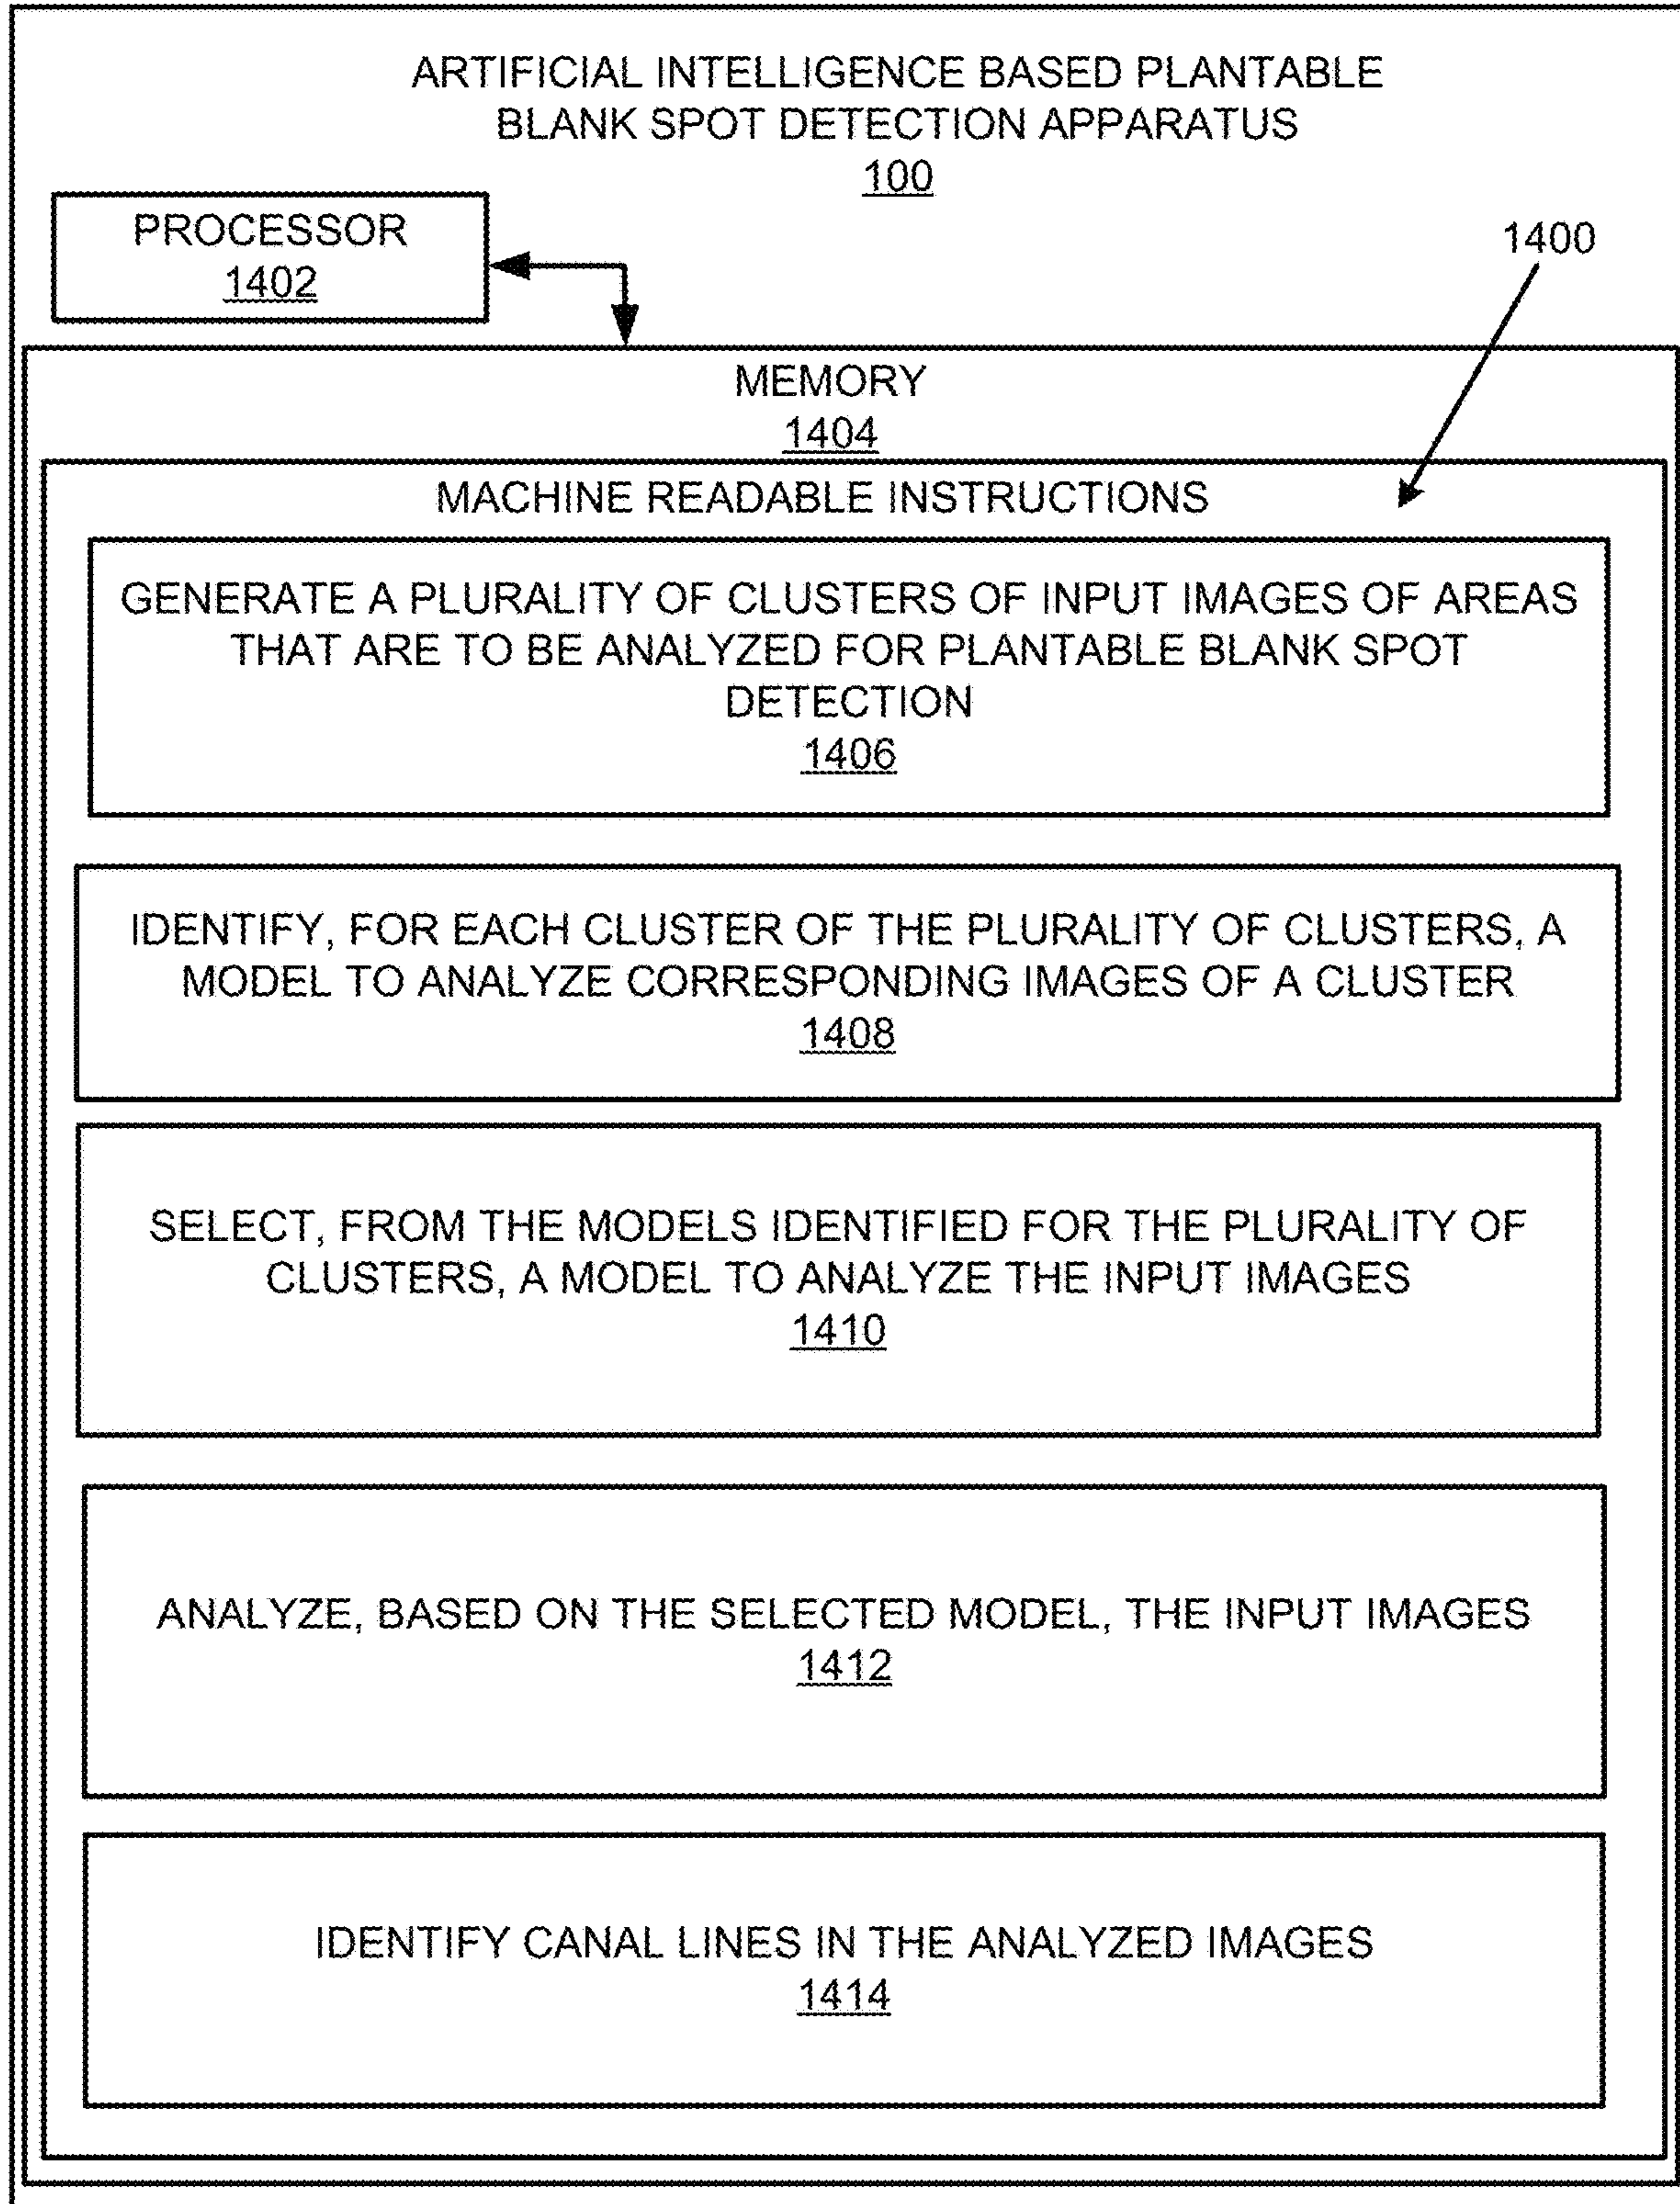 ARTIFICIAL INTELLIGENCE BASED PLANTABLE
BLANK SPOT DETECTION APPARATUS
100
PROCESSOR
1402
1400
MEMORY
1404
MACHINE READABLE INSTRUCTIONS
GENERATE A PLURALITY OF CLUSTERS OF INPUT IMAGES OF AREAS
THAT ARE TO BE ANALYZED FOR PLANTABLE BLANK SPOT
DETECTION
1406
IDENTIFY, FOR EACH CLUSTER OF THE PLURALITY OF CLUSTERS, A
MODEL TO ANALYZE CORRESPONDING IMAGES OF A CLUSTER
1408
SELECT, FROM THE MODELS IDENTIFIED FOR THE PLURALITY OF
CLUSTERS, A MODEL TO ANALYZE THE INPUT IMAGES
1410
ANALYZE, BASED ON THE SELECTED MODEL, THE INPUT IMAGES
1412
IDENTIFY CANAL LINES IN THE ANALYZED IMAGES
1414